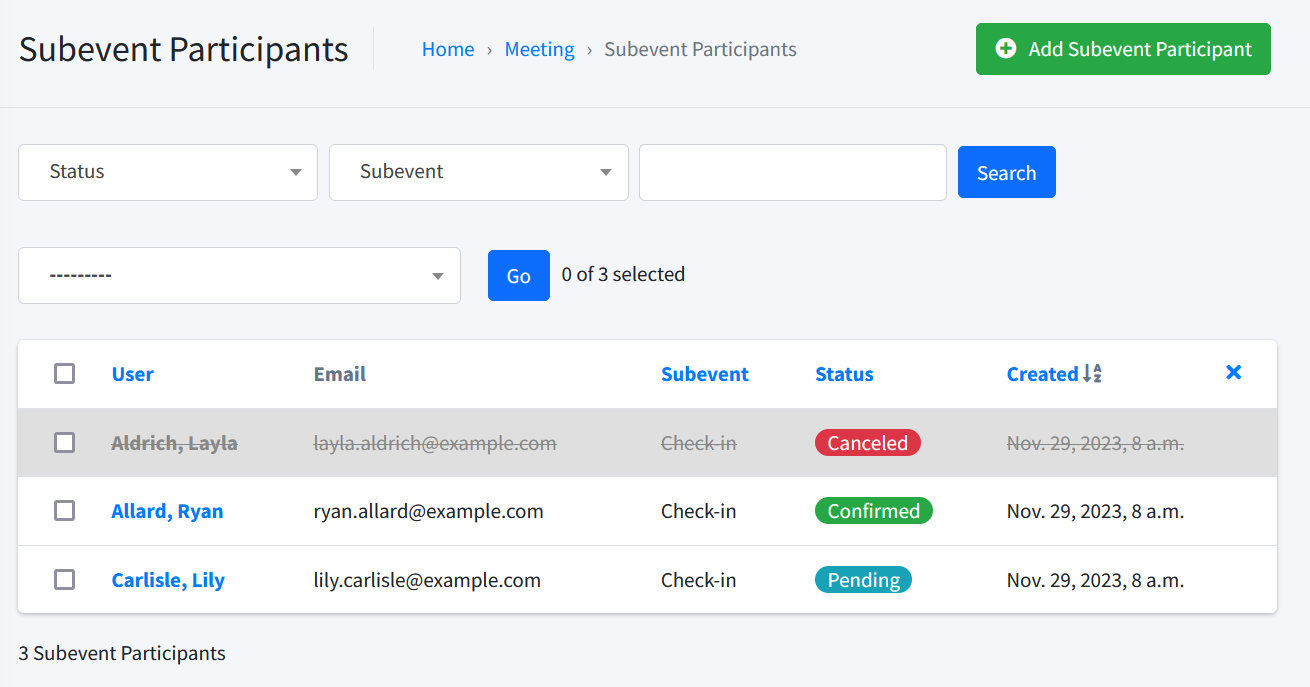 Subevent Participants
Home › Meeting › Subevent Participants
Add Subevent Participant
Status
Subevent
Search
---------
Go
0 of 3 selected
User Email Subevent Status Created
Aldrich, Layla layla.aldrich@example.com Check-in Canceled Nov. 29, 2023, 8 a.m.
Allard, Ryan ryan.allard@example.com Check-in Confirmed Nov. 29, 2023, 8 a.m.
Carlisle, Lily lily.carlisle@example.com Check-in Pending Nov. 29, 2023, 8 a.m.
3 Subevent Participants